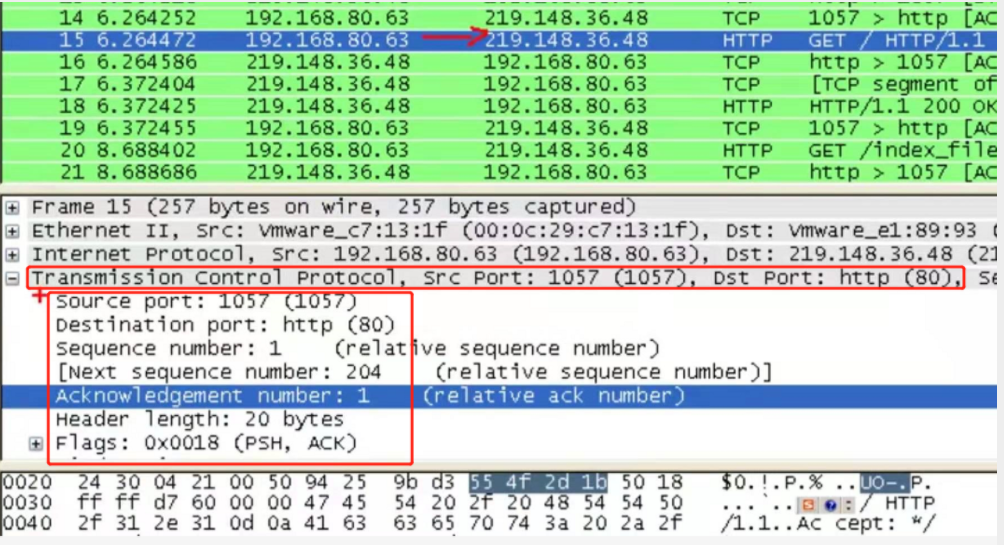 14 6.264252 192.168.80.63 219.148.36.48 TCP 1057 > http [AC
15 6.264472 192.168.80.63 219.148.36.48 HTTP GET / HTTP/1.1
16 6.264586 219.148.36.48 192.168.80.63 TCP http > 1057 [AC
17 6.372404 219.148.36.48 192.168.80.63 TCP [TCP segment of
18 6.372425 219.148.36.48 192.168.80.63 HTTP HTTP/1.1 200 OK
19 6.372455 192.168.80.63 219.148.36.48 TCP 1057 > http [AC
20 8.688402 192.168.80.63 219.148.36.48 HTTP GET /index_file
21 8.688686 219.148.36.48 192.168.80.63 TCP http > 1057 [AC
Frame 15 (257 bytes on wire, 257 bytes captured)
Ethernet II, Src: Vmware_c7:13:1f (00:0c:29:c7:13:1f), Dst: Vmware_e1:89:93
Internet Protocol, Src: 192.168.80.63 (192.168.80.63), Dst: 219.148.36.48 (21
Transmission Control Protocol, Src Port: 1057 (1057), Dst Port: http (80), Se
Source port: 1057 (1057)
Destination port: http (80)
Sequence number: 1 (relative sequence number)
[Next sequence number: 204 (relative sequence number)]
Acknowledgement number: 1 (relative ack number)
Header length: 20 bytes
Flags: 0x0018 (PSH, ACK)
0020 24 30 04 21 00 50 94 25 9b d3 55 4f 2d 1b 50 18 $0.!.P.% ..UO-.P.
0030 ff ff d7 60 00 00 47 45 54 20 2f 20 48 54 54 50 / HTTP
0040 2f 31 2e 31 0d 0a 41 63 63 65 70 74 3a 20 2a 2f /1.1..Ac cept: */